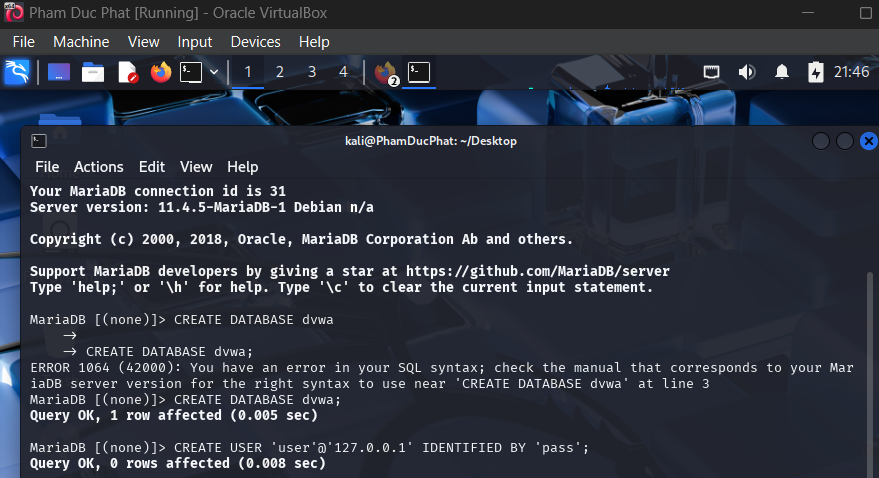 Pham Duc Phat [Running] - Oracle VirtualBox
File Machine View Input Devices Help
1 2 3 4 2 21:46
kali@PhamDucPhat: ~/Desktop
File Actions Edit View Help
Your MariaDB connection id is 31
Server version: 11.4.5-MariaDB-1 Debian n/a
Copyright (c) 2000, 2018, Oracle, MariaDB Corporation Ab and others.
Support MariaDB developers by giving a star at https://github.com/MariaDB/server
Type 'help;' or '\h' for help. Type '\c' to clear the current input statement.
MariaDB [(none)]> CREATE DATABASE dvwa
->
-> CREATE DATABASE dvwa;
ERROR 1064 (42000): You have an error in your SQL syntax; check the manual that corresponds to your Mar
iaDB server version for the right syntax to use near 'CREATE DATABASE dvwa' at line 3
MariaDB [(none)]> CREATE DATABASE dvwa;
Query OK, 1 row affected (0.005 sec)
MariaDB [(none)]> CREATE USER 'user'@'127.0.0.1' IDENTIFIED BY 'pass';
Query OK, 0 rows affected (0.008 sec)